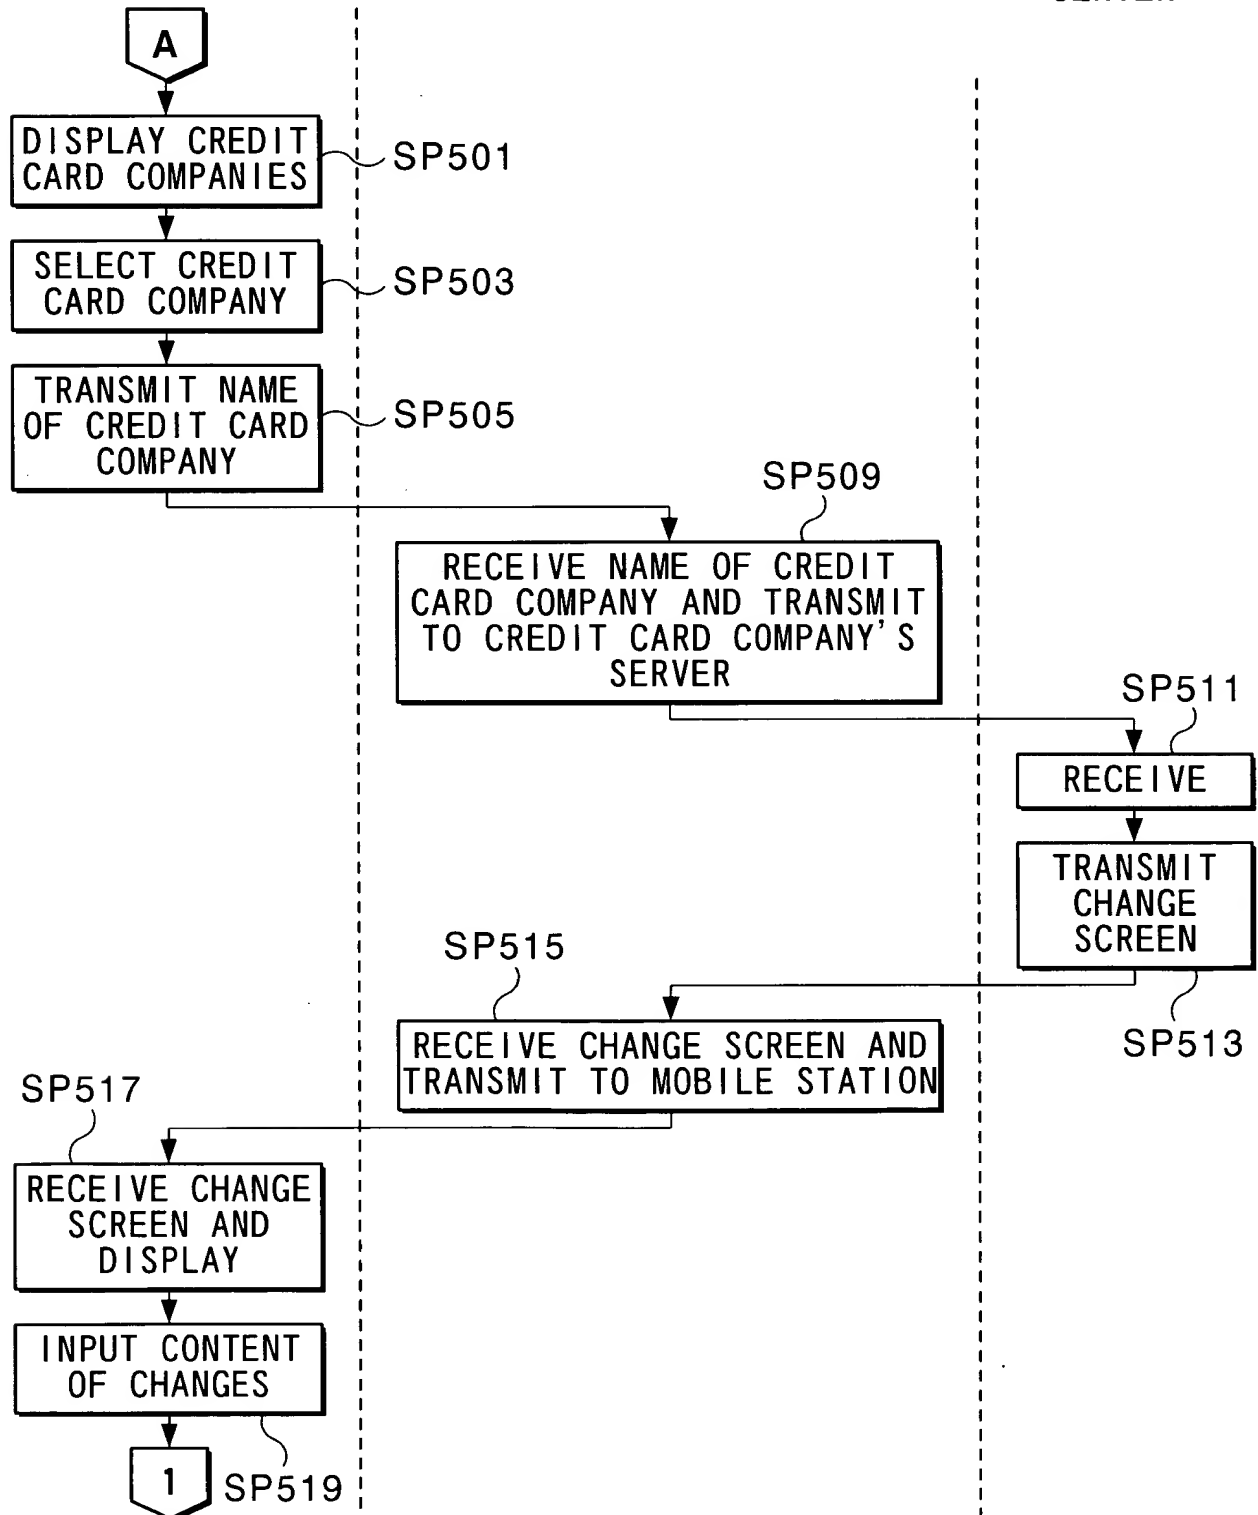 A
DISPLAY CREDIT
CARD COMPANIES
SP501
SELECT CREDIT
CARD COMPANY
SP503
TRANSMIT NAME
OF CREDIT CARD
COMPANY
SP505
SP509
RECEIVE NAME OF CREDIT
CARD COMPANY AND TRANSMIT
TO CREDIT CARD COMPANY'S
SERVER
SP511
RECEIVE
TRANSMIT
CHANGE
SCREEN
SP513
SP515
RECEIVE CHANGE SCREEN AND
TRANSMIT TO MOBILE STATION
SP517
RECEIVE CHANGE
SCREEN AND
DISPLAY
INPUT CONTENT
OF CHANGES
SP519
1